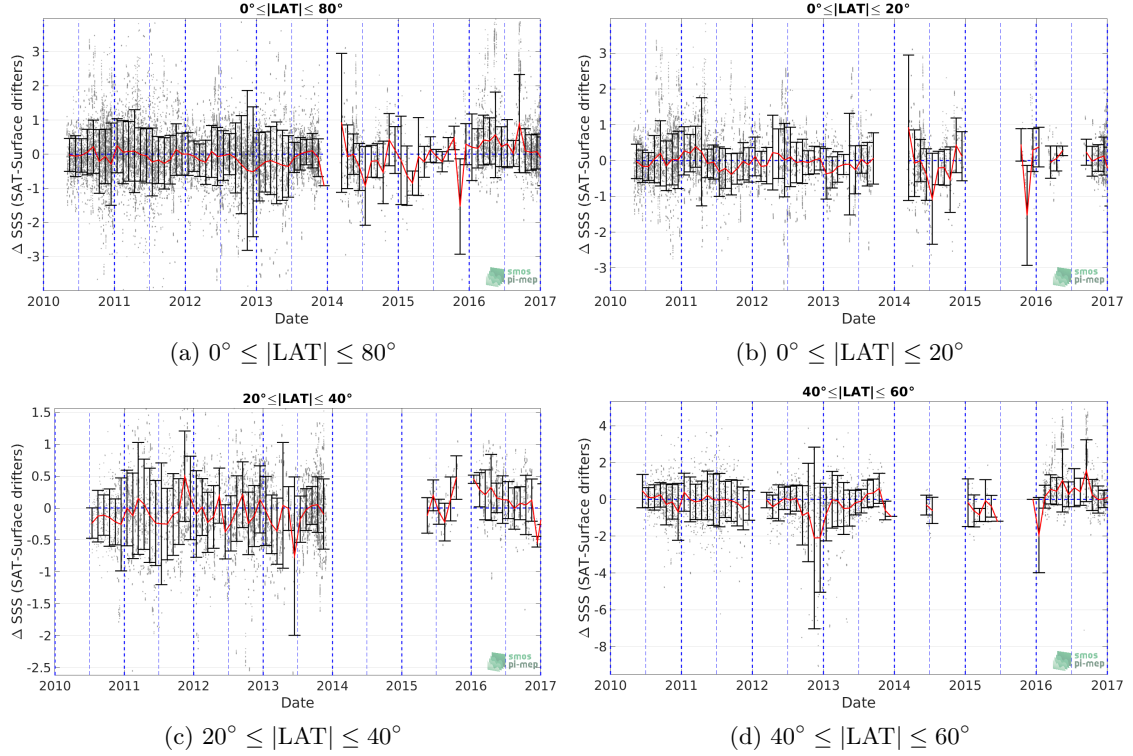 0°≤|LAT|≤ 80°
Δ SSS (SAT-Surface drifters)
3
2
1
0
-1
-2
-3
2010 2011 2012 2013 2014 2015 2016 2017
Date
smos
pi-mep
(a) 0° ≤ |LAT| ≤ 80°
0°≤|LAT|≤ 20°
Δ SSS (SAT-Surface drifters)
3
2
1
0
-1
-2
-3
2010 2011 2012 2013 2014 2015 2016 2017
Date
smos
pi-mep
(b) 0° ≤ |LAT| ≤ 20°
20°≤|LAT|≤ 40°
Δ SSS (SAT-Surface drifters)
1.5
1
0.5
0
-0.5
-1
-1.5
-2
-2.5
2010 2011 2012 2013 2014 2015 2016 2017
Date
smos
pi-mep
(c) 20° ≤ |LAT| ≤ 40°
40°≤|LAT|≤ 60°
Δ SSS (SAT-Surface drifters)
4
2
0
-2
-4
-6
-8
2010 2011 2012 2013 2014 2015 2016 2017
Date
smos
pi-mep
(d) 40° ≤ |LAT| ≤ 60°